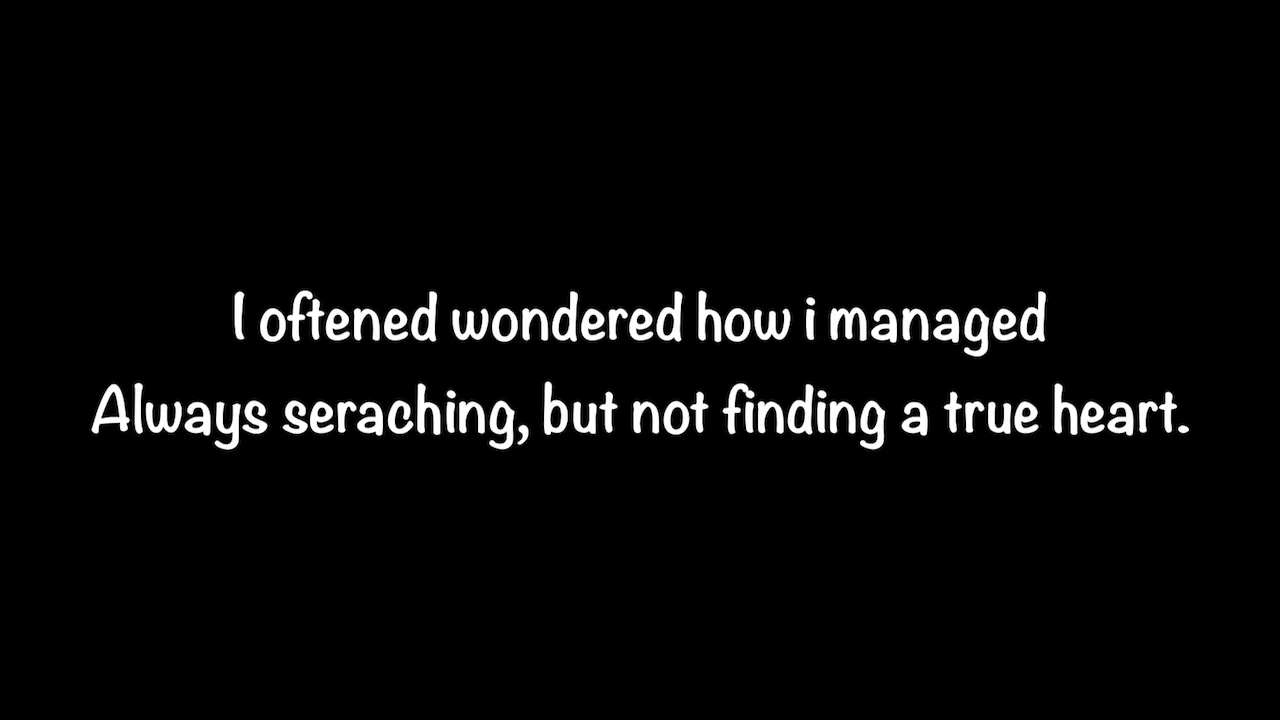 I oftened wondered how i managed
Always seraching, but not finding a true heart.